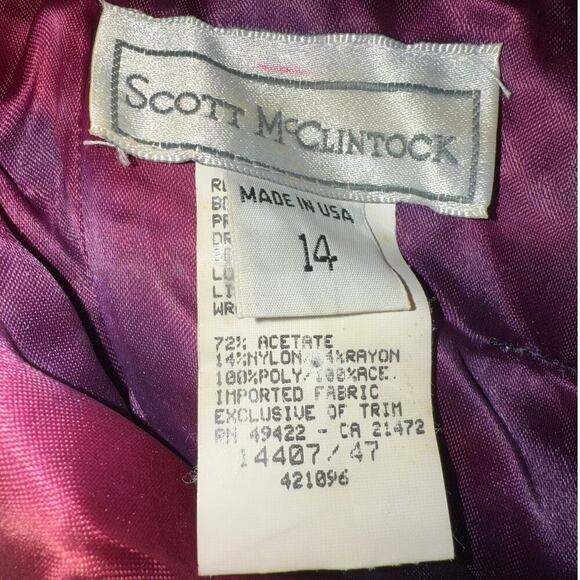 SCOTT McCLINTOCK
MADE IN USA
14
72% ACETATE
14%NYLON/14%RAYON
100%POLY/100%ACE
IMPORTED FABRIC
EXCLUSIVE OF TRIM
RN 49422 - CA 21472
14407/47
421096